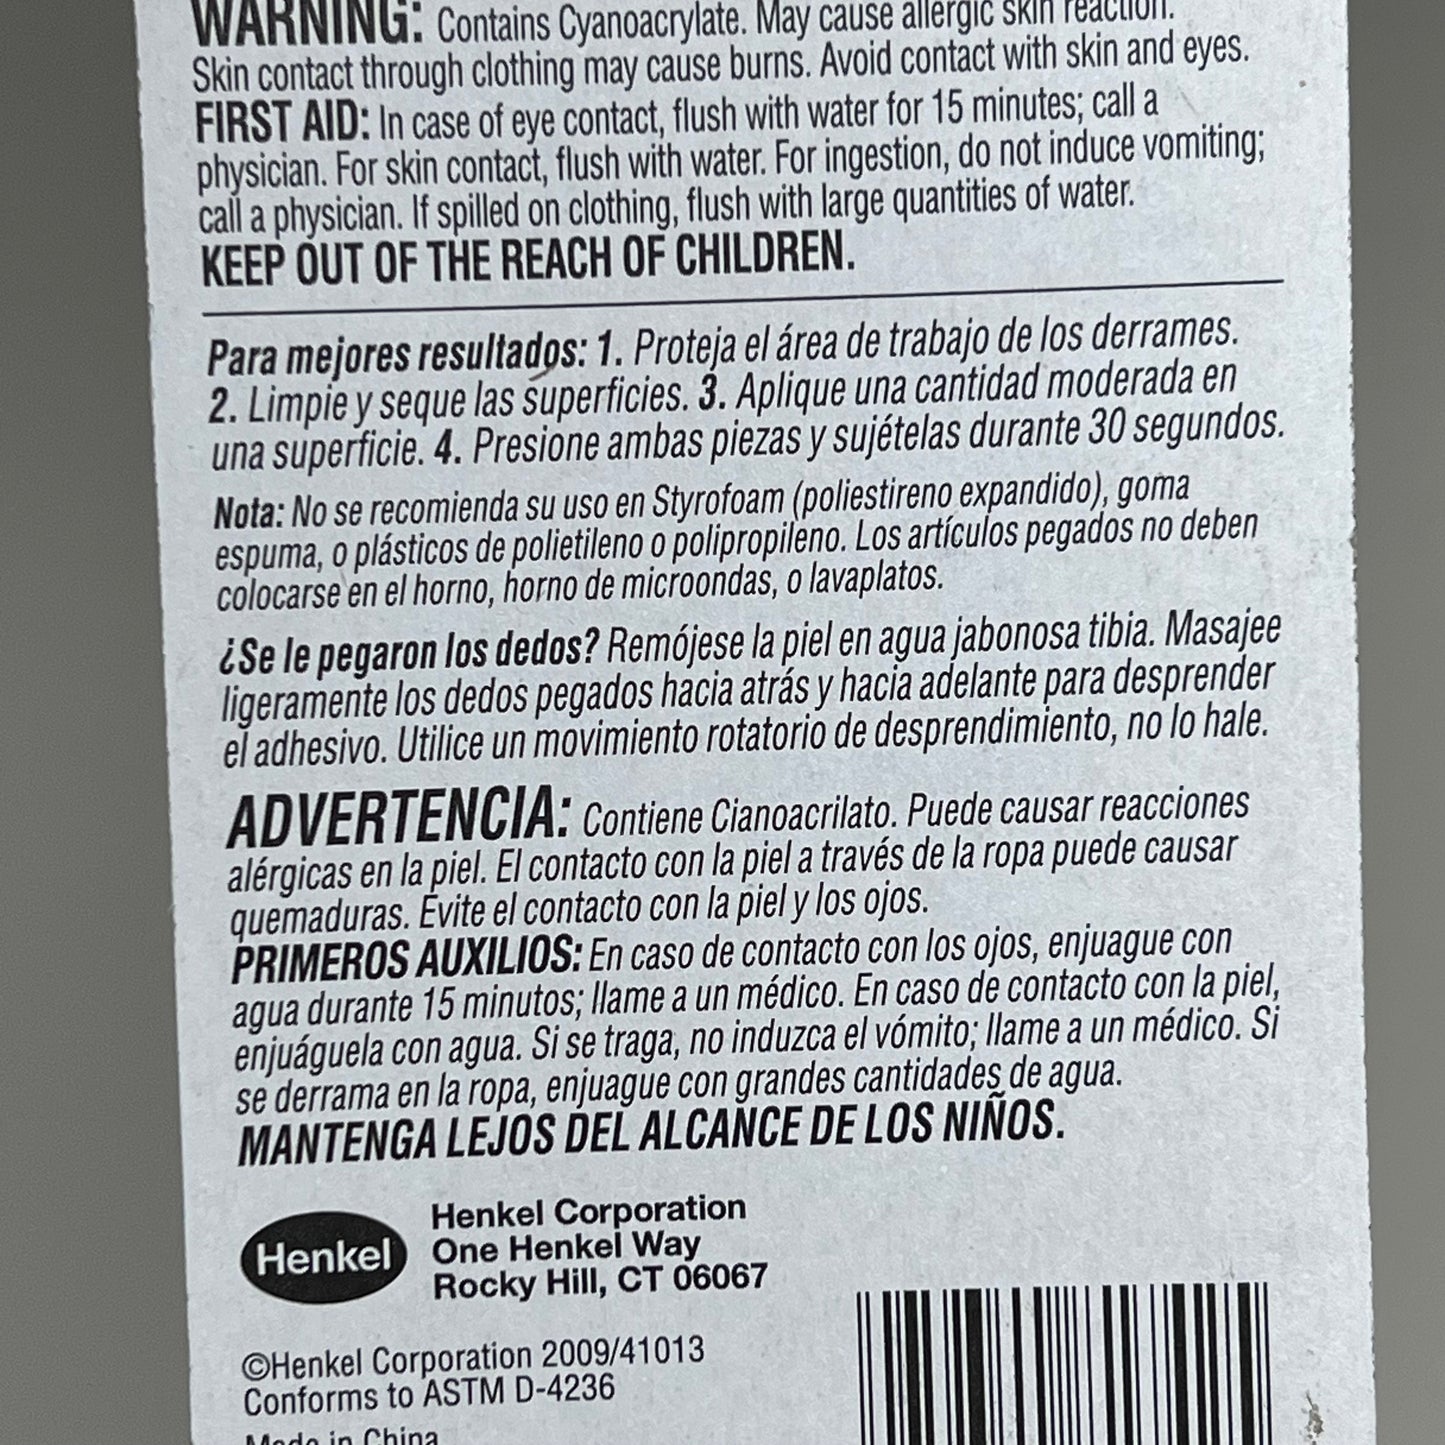 WARNING: Contains Cyanoacrylate. May cause allergic skin reaction.
Skin contact through clothing may cause burns. Avoid contact with skin and eyes.
FIRST AID: In case of eye contact, flush with water for 15 minutes; call a
physician. For skin contact, flush with water. For ingestion, do not induce vomiting;
call a physician. If spilled on clothing, flush with large quantities of water.
KEEP OUT OF THE REACH OF CHILDREN.
Para mejores resultados: 1. Proteja el área de trabajo de los derrames.
2. Limpie y seque las superficies. 3. Aplique una cantidad moderada en
una superficie. 4. Presione ambas piezas y sujételas durante 30 segundos.
Nota: No se recomienda su uso en Styrofoam (poliestireno expandido), goma
espuma, o plásticos de polietileno o polipropileno. Los artículos pegados no deben
colocarse en el horno, horno de microondas, o lavaplatos.
¿Se le pegaron los dedos? Remójese la piel en agua jabonosa tibia. Masajee
ligeramente los dedos pegados hacia atrás y hacia adelante para desprender
el adhesivo. Utilice un movimiento rotatorio de desprendimiento, no lo hale.
ADVERTENCIA: Contiene Cianoacrilato. Puede causar reacciones
alérgicas en la piel. El contacto con la piel a través de la ropa puede causar
quemaduras. Evite el contacto con la piel y los ojos.
PRIMEROS AUXILIOS: En caso de contacto con los ojos, enjuague con
agua durante 15 minutos; llame a un médico. En caso de contacto con la piel,
enjuáguela con agua. Si se traga, no induzca el vómito; llame a un médico. Si
se derrama en la ropa, enjuague con grandes cantidades de agua.
MANTENGA LEJOS DEL ALCANCE DE LOS NIÑOS.
Henkel
Henkel Corporation
One Henkel Way
Rocky Hill, CT 06067
©Henkel Corporation 2009/41013
Conforms to ASTM D-4236
Made in China